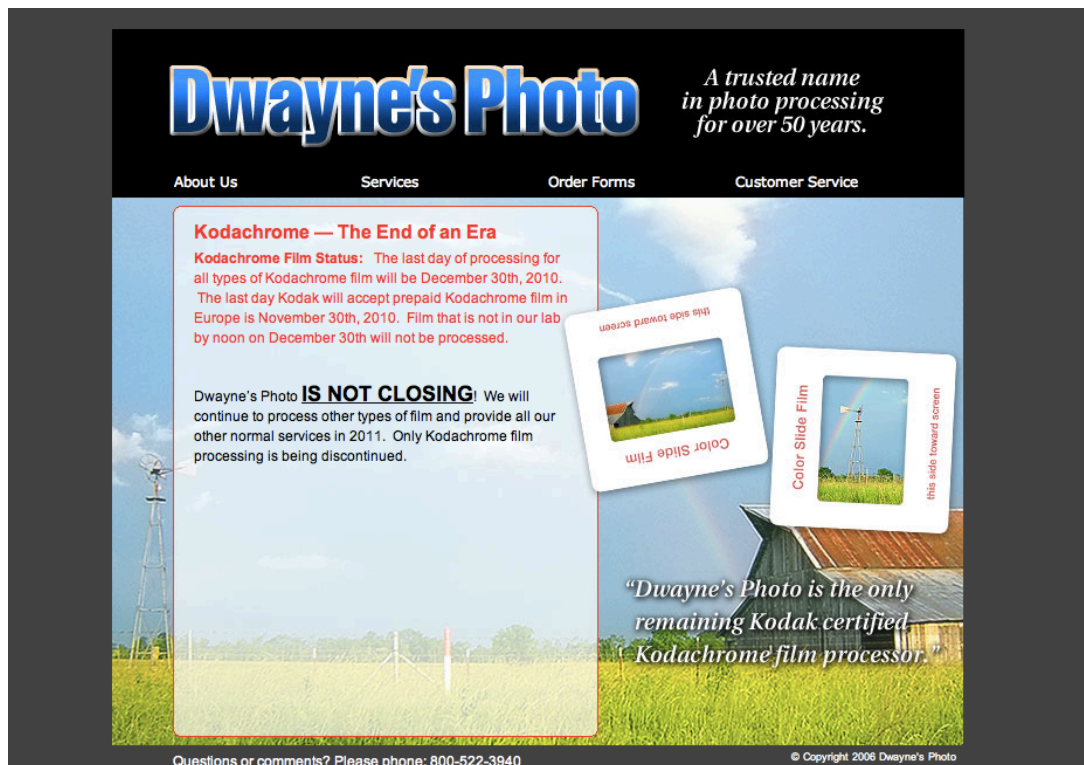 Dwayne's Photo
A trusted name
in photo processing
for over 50 years.
About Us
Services
Order Forms
Customer Service
Kodachrome — The End of an Era
Kodachrome Film Status: The last day of processing for
all types of Kodachrome film will be December 30th, 2010.
The last day Kodak will accept prepaid Kodachrome film in
Europe is November 30th, 2010. Film that is not in our lab
by noon on December 30th will not be processed.
Dwayne's Photo IS NOT CLOSING! We will
continue to process other types of film and provide all our
other normal services in 2011. Only Kodachrome film
processing is being discontinued.
this side toward screen
Color Slide Film
Color Slide Film
this side toward screen
“Dwayne's Photo is the only
remaining Kodak certified
Kodachrome film processor.”
Questions or comments? Please phone: 800-522-3940
© Copyright 2006 Dwayne's Photo